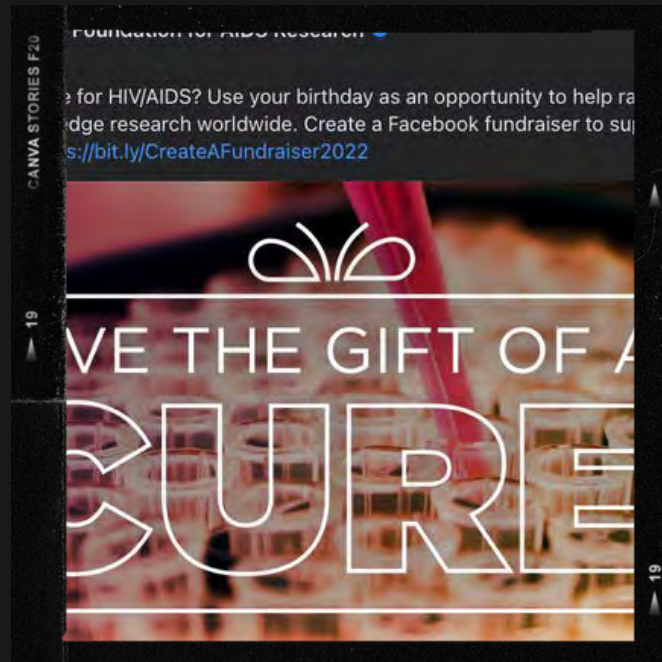 Foundation for AIDS Research
e for HIV/AIDS? Use your birthday as an opportunity to help ra
edge research worldwide. Create a Facebook fundraiser to sup
s://bit.ly/CreateAFundraiser2022
VE THE GIFT OF A
CURE
CANVA STORIES F20
19
19